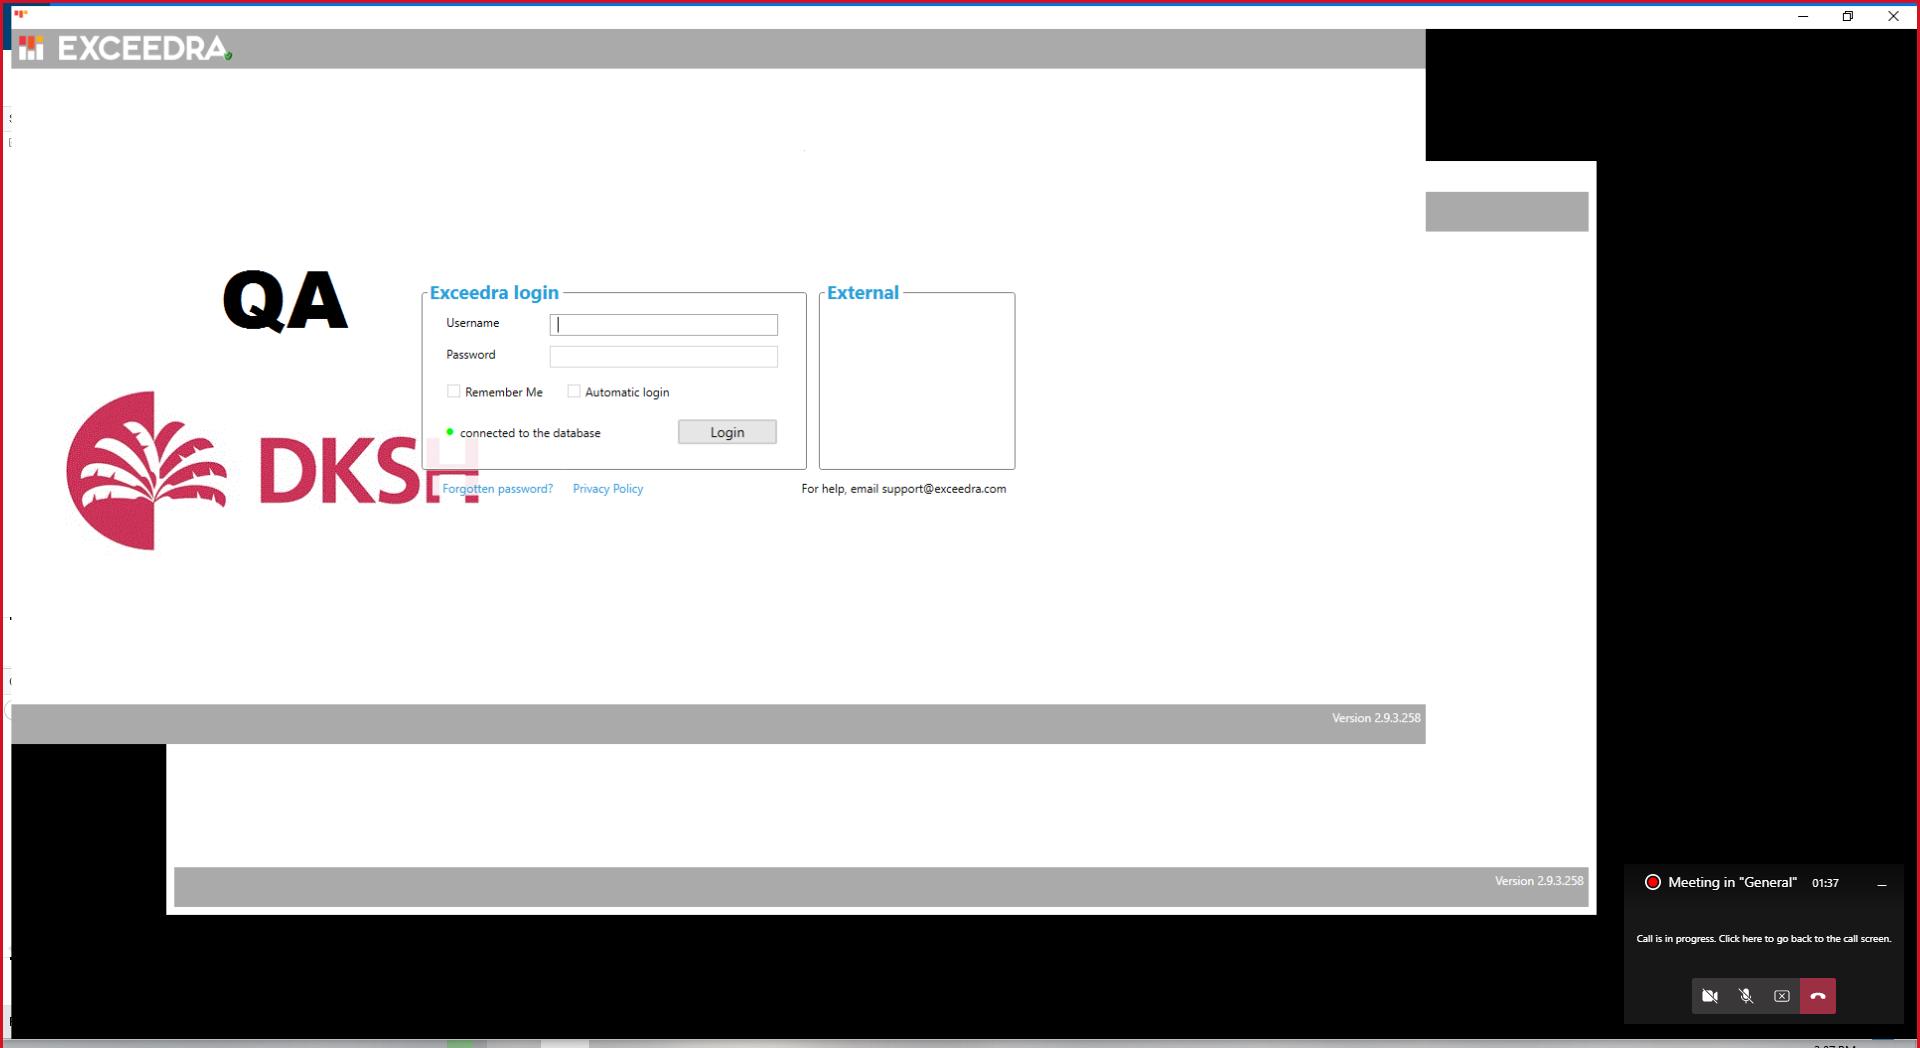 EXCEEDRA
QA
DKSH
Exceedra login
Username
Password
Remember Me
Automatic login
connected to the database
Login
Forgotten password?
Privacy Policy
External
For help, email support@exceedra.com
Version 2.9.3.258
Version 2.9.3.258
Meeting in "General" 01:37
Call is in progress. Click here to go back to the call screen.